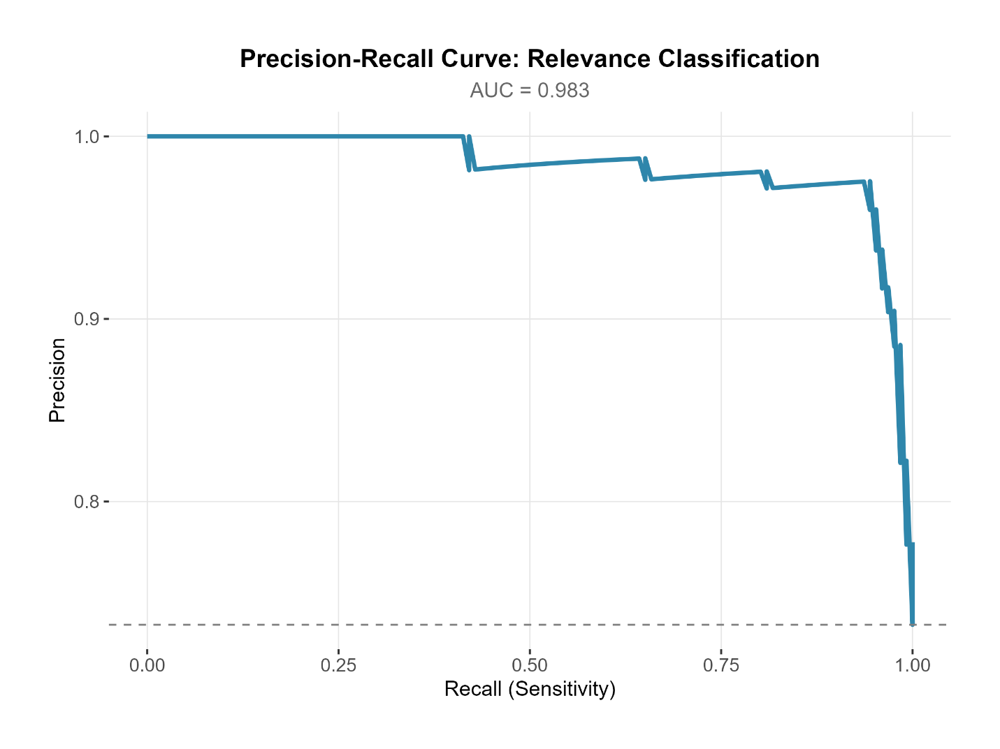 Precision-Recall Curve: Relevance Classification
AUC = 0.983
1.0
0.9
0.8
Precision
0.00 0.25 0.50 0.75 1.00
Recall (Sensitivity)